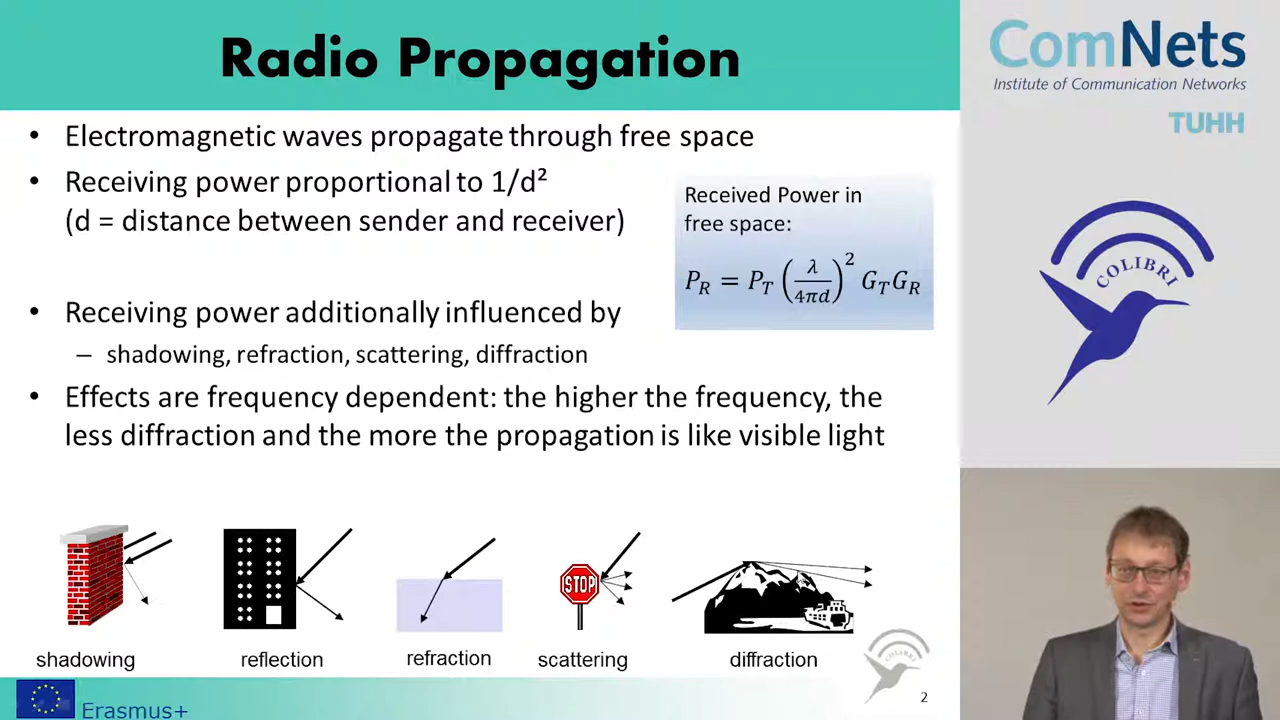 Radio Propagation
• Electromagnetic waves propagate through free space
• Receiving power proportional to 1/d²
(d = distance between sender and receiver)
Received Power in
free space:
P_R = P_T (λ/4πd)² G_T G_R
• Receiving power additionally influenced by
– shadowing, refraction, scattering, diffraction
• Effects are frequency dependent: the higher the frequency, the
less diffraction and the more the propagation is like visible light
STOP
shadowing
reflection
refraction
scattering
diffraction
Erasmus+
2
ComNets
Institute of Communication Networks
TUHH
COLIBRI